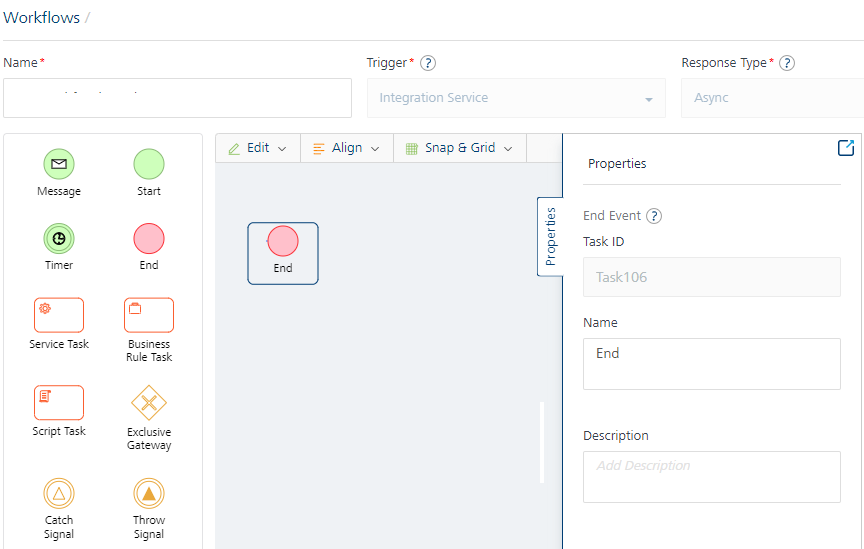 Workflows /
Name*
Trigger* ?
Response Type* ?
Integration Service
Async
Message
Start
Timer
End
Service Task
Business
Rule Task
Script Task
Exclusive
Gateway
Catch
Signal
Throw
Signal
Edit
Align
Snap & Grid
End
Properties
Properties
End Event ?
Task ID
Task106
Name
End
Description
Add Description